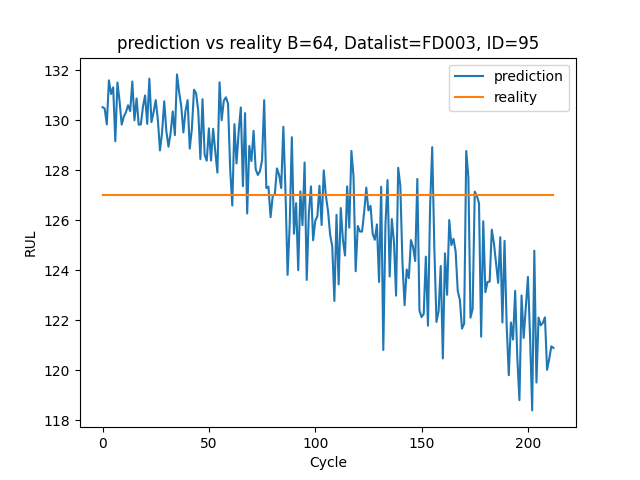 prediction vs reality B=64, Datalist=FD003, ID=95
prediction
reality
132
130
128
126
124
122
120
118
RUL
0
50
100
150
200
Cycle